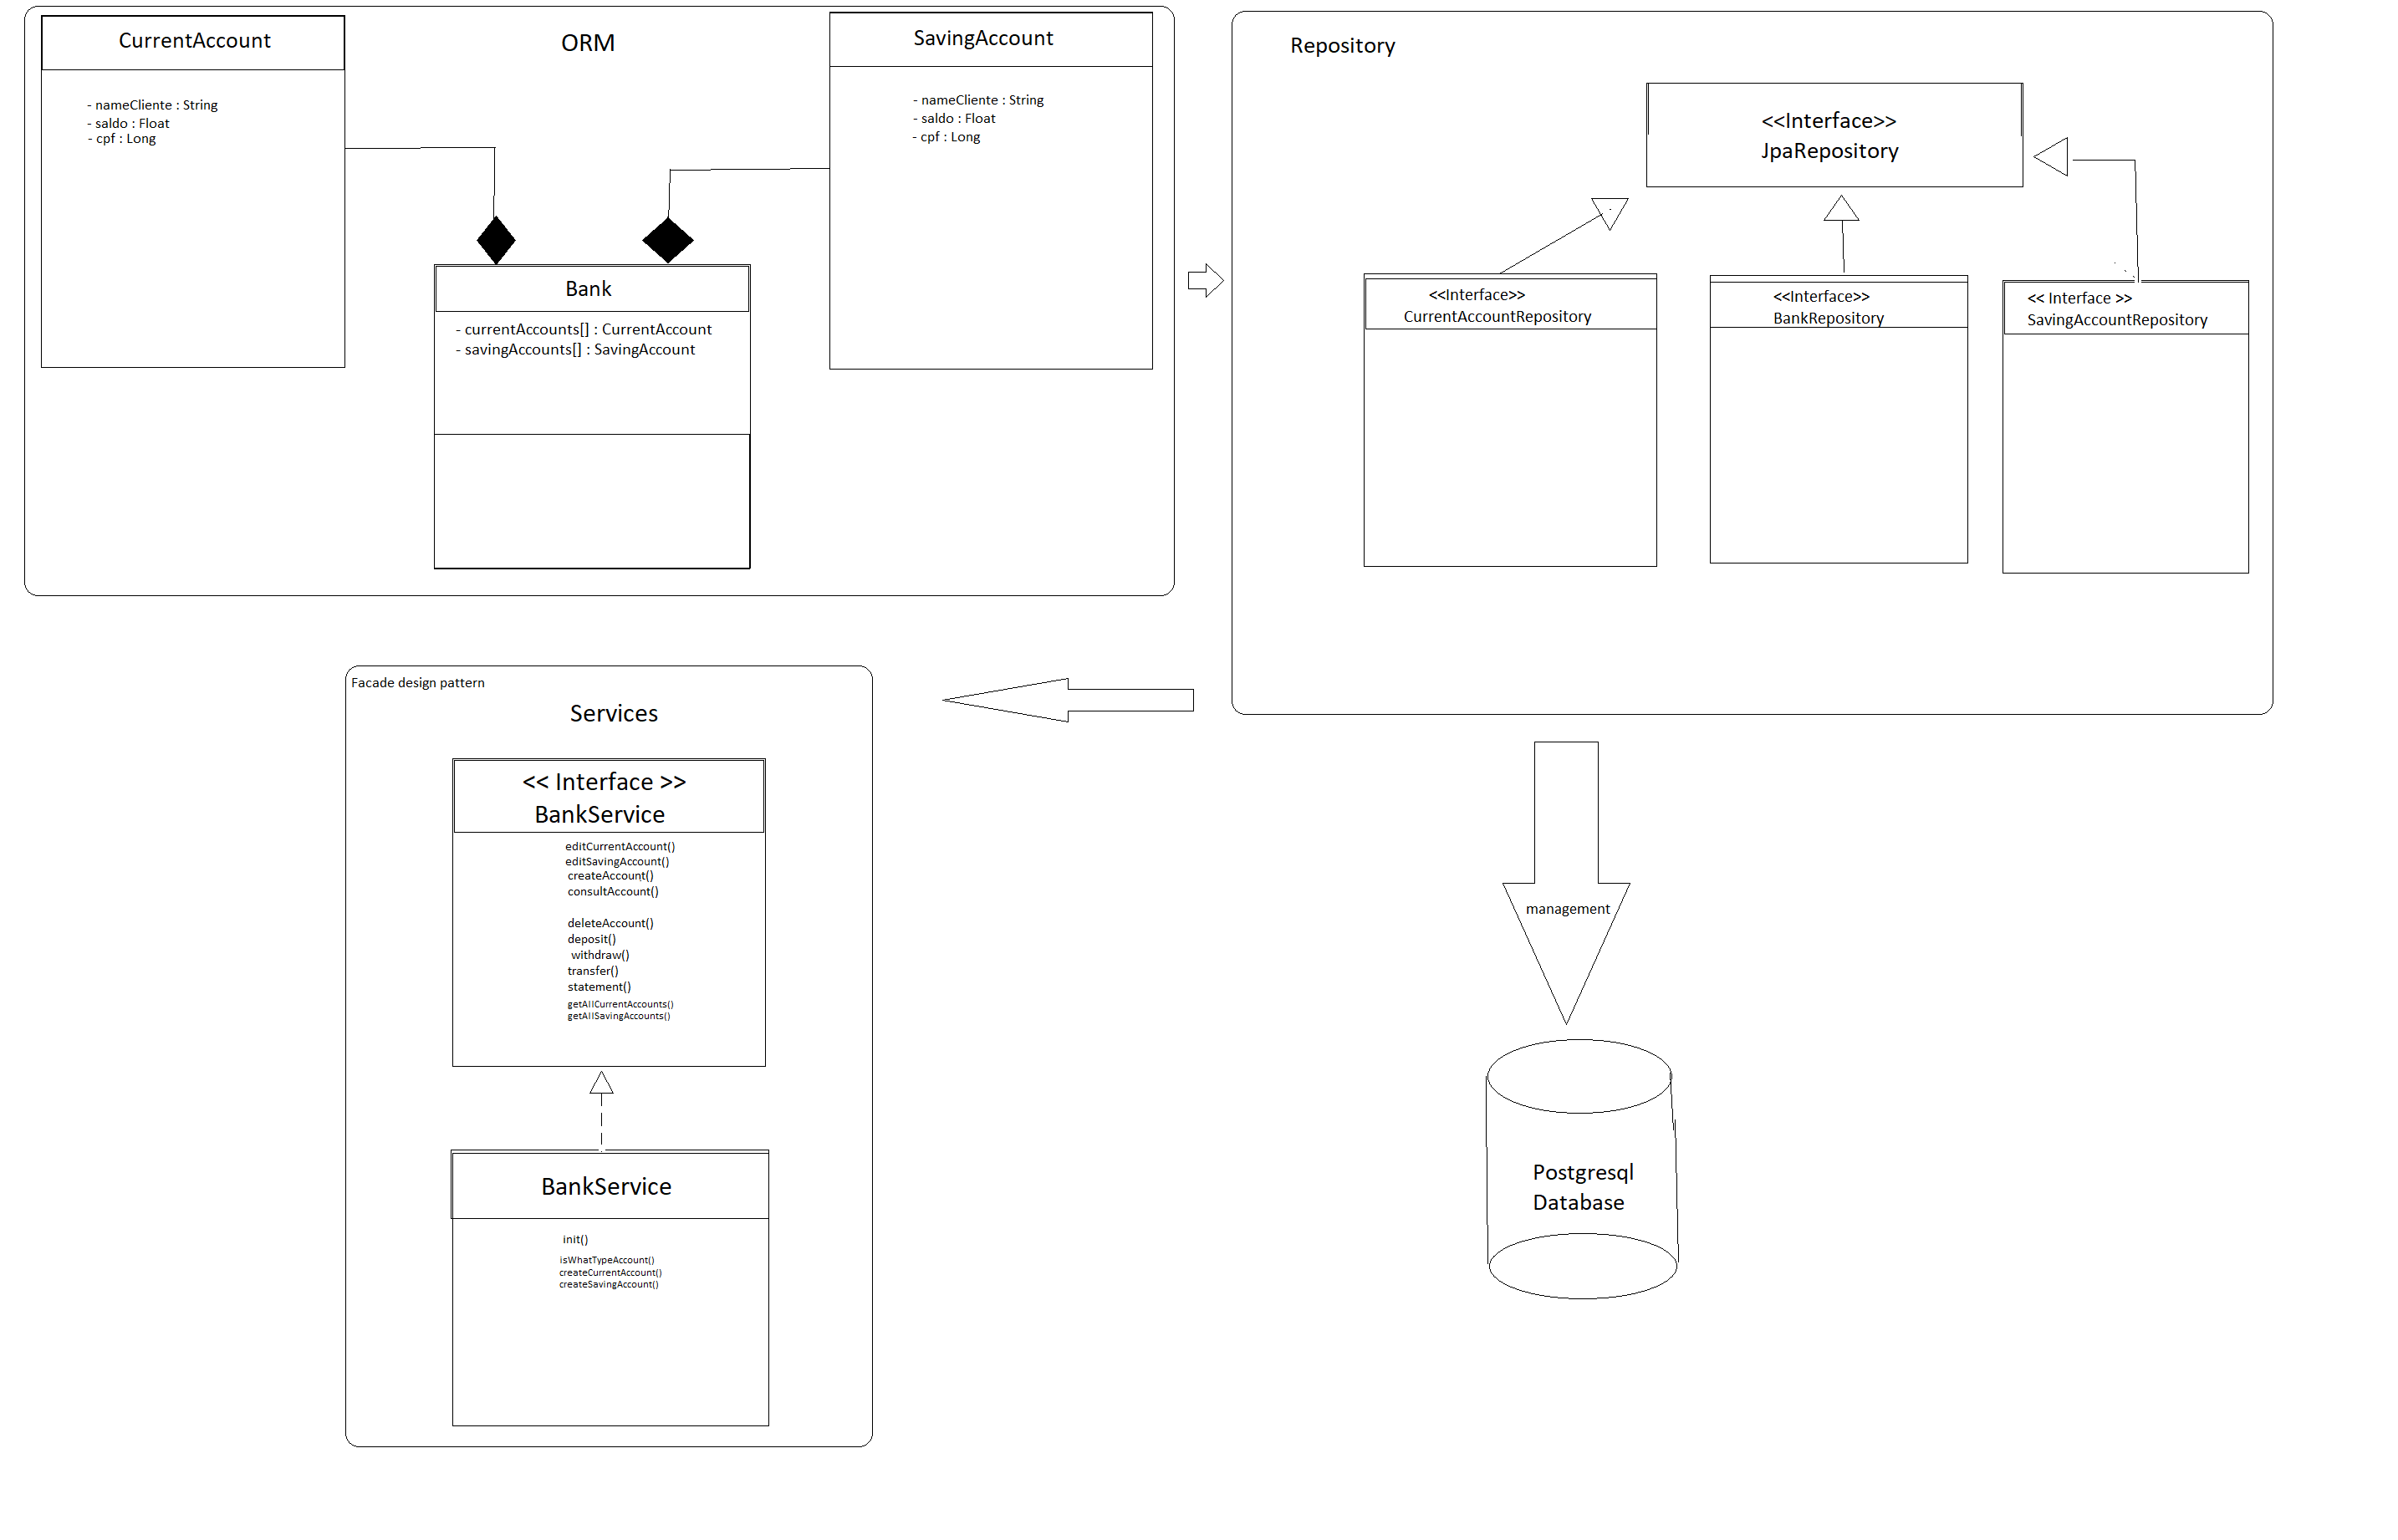 CurrentAccount
- nameCliente : String
- saldo : Float
- cpf : Long
ORM
SavingAccount
- nameCliente : String
- saldo : Float
- cpf : Long
Bank
- currentAccounts[] : CurrentAccount
- savingAccounts[] : SavingAccount
Repository
<<Interface>>
JpaRepository
<<Interface>>
CurrentAccountRepository
<<Interface>>
BankRepository
<< Interface >>
SavingAccountRepository
Facade design pattern
Services
<< Interface >>
BankService
editCurrentAccount()
editSavingAccount()
createAccount()
consultAccount()
deleteAccount()
deposit()
withdraw()
transfer()
statement()
getAllCurrentAccounts()
getAllSavingAccounts()
BankService
init()
isWhatTypeAccount()
createCurrentAccount()
createSavingAccount()
management
Postgresql
Database